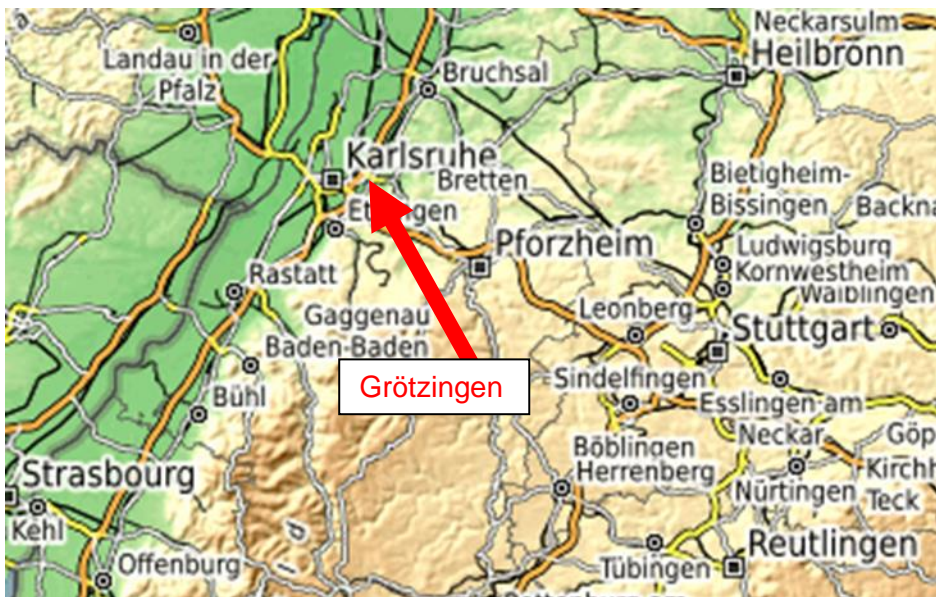 Neckarsulm
Heilbronn
Landau in der
Pfalz
Bruchsal
Karlsruhe
Bretten
Bietigheim-
Bissingen
Backna
Pforzheim
Ludwigsburg
Kornwestheim
Waiblingen
Rastatt
Gaggenau
Leonberg
Stuttgart
Baden-Baden
Grötzingen
Sindelfingen
Bühl
Esslingen am
Neckar
Göp
Böblingen
Herrenberg
Kirchh
Teck
Nürtingen
Strasbourg
Kehl
Offenburg
Tübingen
Reutlingen